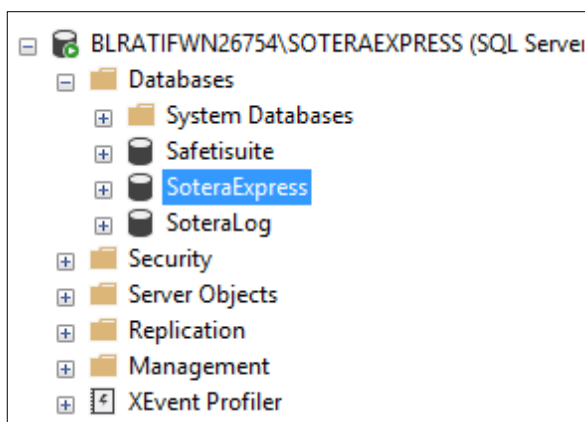 BLRATIFWN26754\SOTERAEXPRESS (SQL Server
Databases
System Databases
Safetisuite
SoteraExpress
SoteraLog
Security
Server Objects
Replication
Management
XEvent Profiler